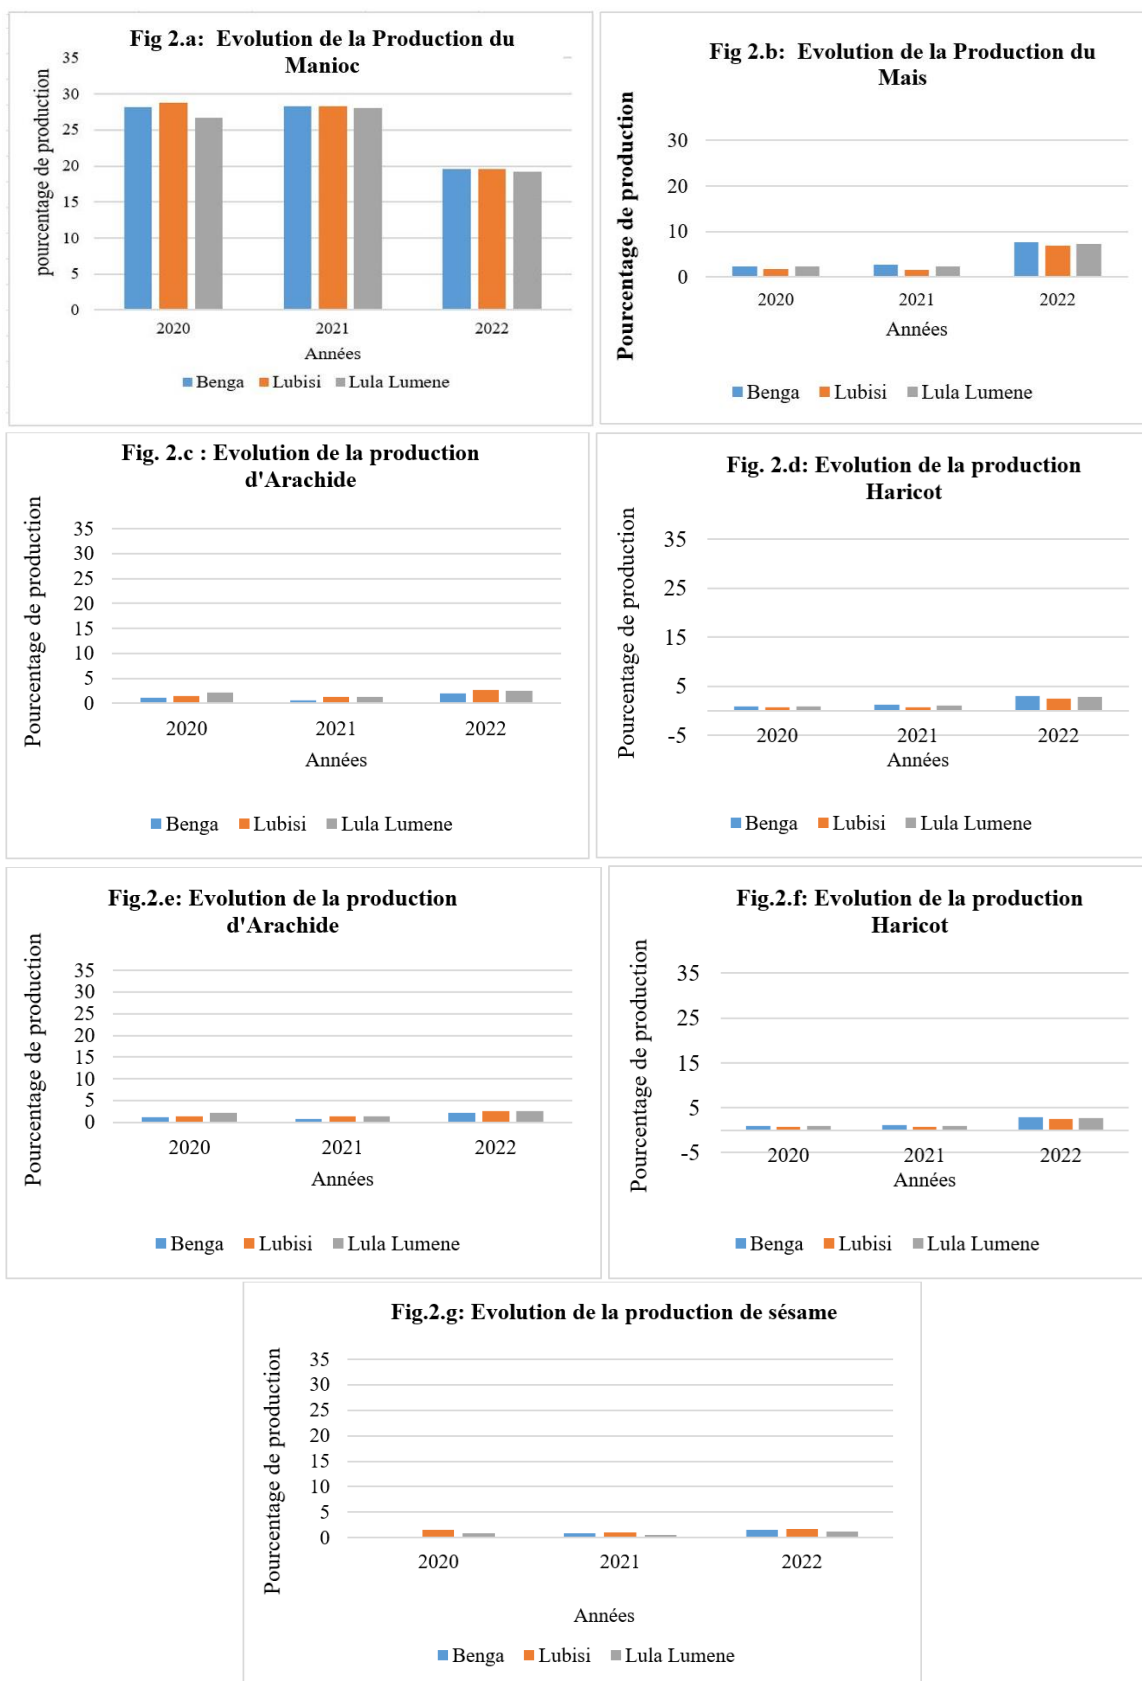 Fig 2.a:  Evolution de la Production du
Manioc
pourcentage de production
35
30
25
20
15
10
5
0
2020 2021 2022
Années
Benga Lubisi Lula Lumene
Fig 2.b:  Evolution de la Production du
Mais
Pourcentage de production
30
20
10
0
2020 2021 2022
Années
Benga Lubisi Lula Lumene
Fig. 2.c : Evolution de la production
d'Arachide
Pourcentage de production
35
30
25
20
15
10
5
0
2020 2021 2022
Années
Benga Lubisi Lula Lumene
Fig. 2.d: Evolution de la production
Haricot
Pourcentage de production
35
25
15
5
-5
2020 2021 2022
Années
Benga Lubisi Lula Lumene
Fig.2.e: Evolution de la production
d'Arachide
Pourcentage de production
35
30
25
20
15
10
5
0
2020 2021 2022
Années
Benga Lubisi Lula Lumene
Fig.2.f: Evolution de la production
Haricot
Pourcentage de production
35
25
15
5
-5
2020 2021 2022
Années
Benga Lubisi Lula Lumene
Fig.2.g: Evolution de la production de sésame
Pourcentage de production
35
30
25
20
15
10
5
0
2020 2021 2022
Années
Benga Lubisi Lula Lumene